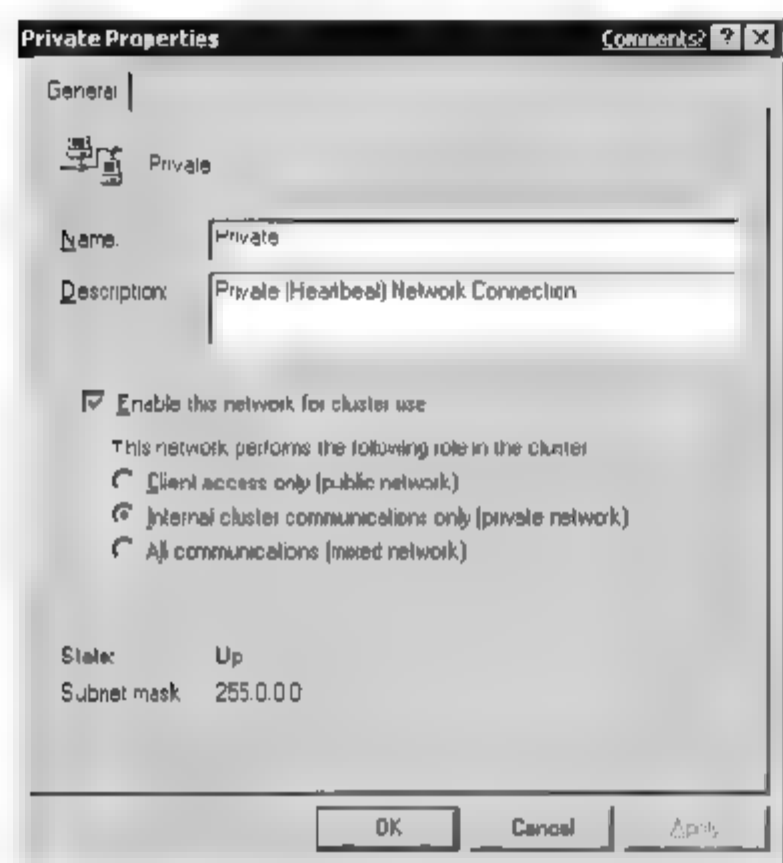 Private Properties Comments? ? X
General
Private
Name: Private
Description: Private (Heartbeat) Network Connection
Enable this network for cluster use
This network performs the following role in the cluster
Client access only (public network)
Internal cluster communications only (private network)
All communications (mixed network)
State: Up
Subnet mask 255.0.0.0
OK Cancel Apply